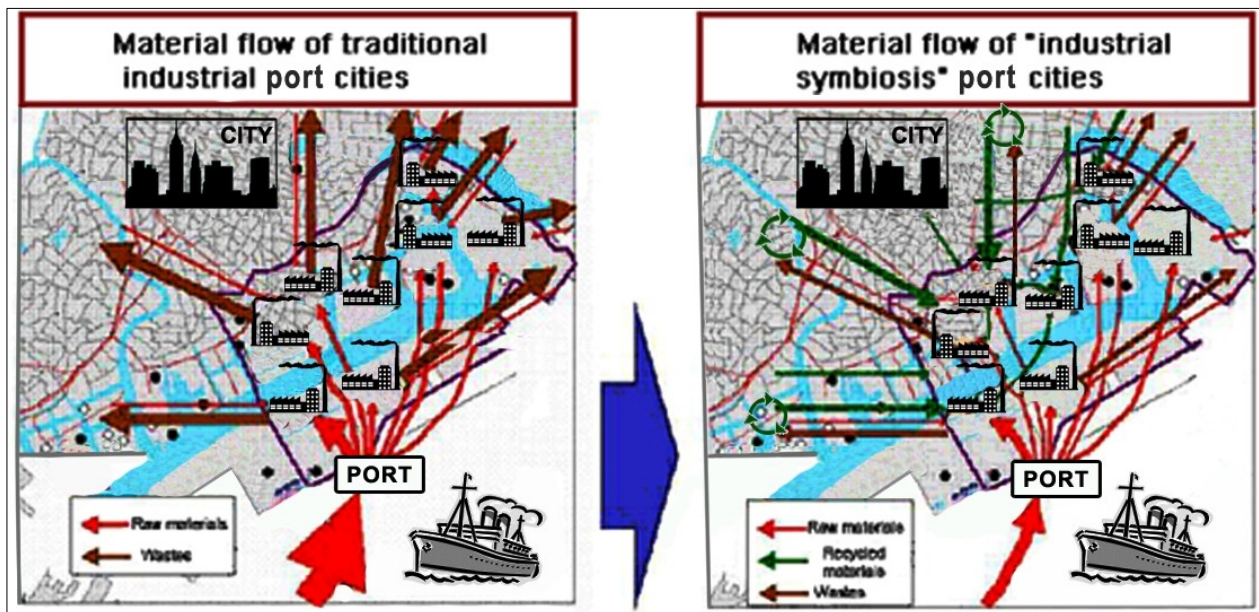 Material flow of traditional
industrial port cities
CITY
PORT
Raw materials
Wastes
Material flow of "industrial
symbiosis" port cities
CITY
PORT
Raw materials
Recycled
materials
Wastes